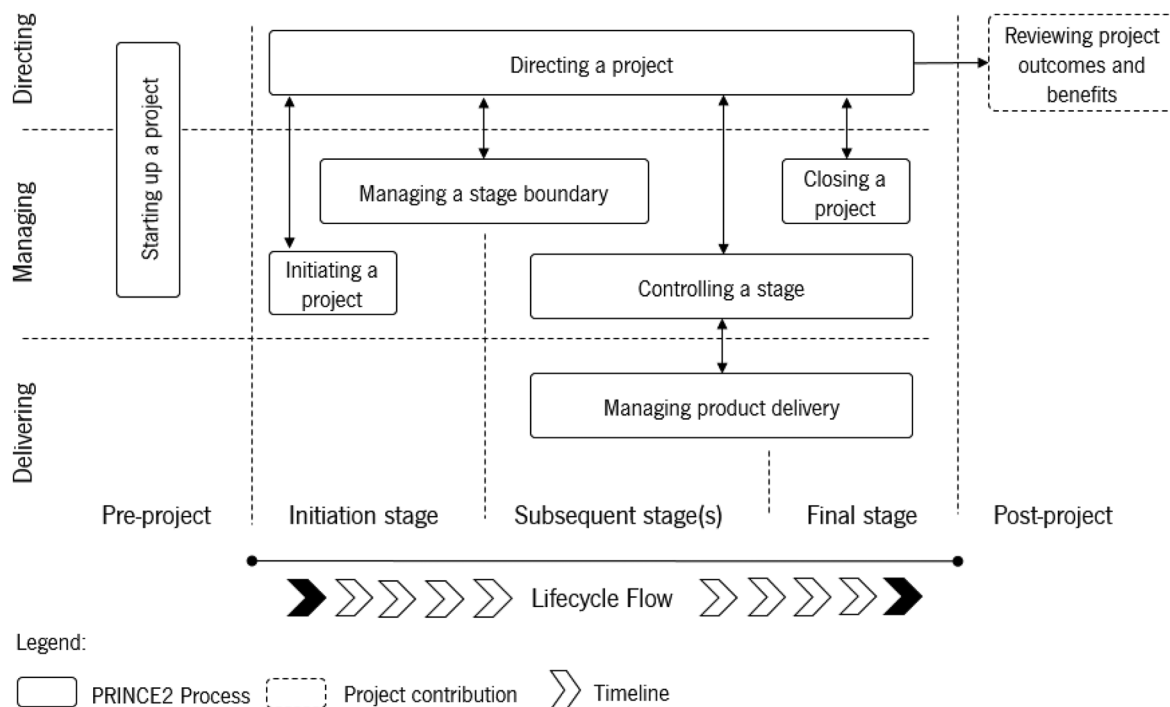 Directing
Managing
Delivering
Starting up a project
Directing a project
Reviewing project
outcomes and
benefits
Managing a stage boundary
Closing a
project
Initiating a
project
Controlling a stage
Managing product delivery
Pre-project
Initiation stage
Subsequent stage(s)
Final stage
Post-project
Lifecycle Flow
Legend:
PRINCE2 Process
Project contribution
Timeline